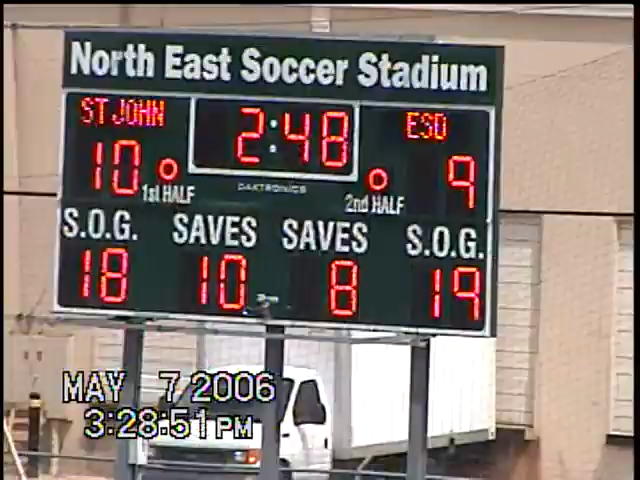 North East Soccer Stadium
ST JOHN 2:48 ESD
10 1st HALF 2nd HALF 9
DAKTRONICS
S.O.G. SAVES SAVES S.O.G.
18 10 8 19
MAY 7 2006
3:28:51 PM